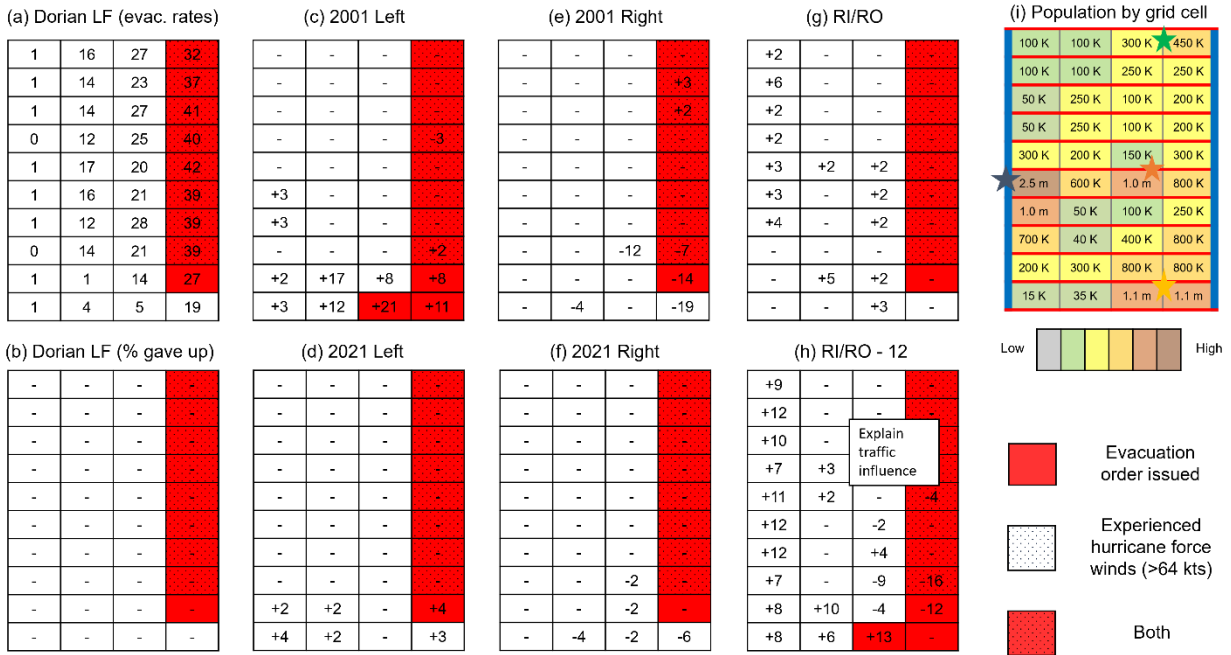 (a) Dorian LF (evac. rates)
1 16 27 32
1 14 23 37
1 14 27 41
0 12 25 40
1 17 20 42
1 16 21 39
1 12 28 39
0 14 21 39
1 1 14 27
1 4 5 19
(c) 2001 Left
- - - -
- - - -
- - - -
- - - -3
- - - -
+3 - - -
+3 - - -
- - - +2
+2 +17 +8 +8
+3 +12 +21 +11
(e) 2001 Right
- - - -
- - - +3
- - - +2
- - - -
- - - -
- - - -
- - - -
- - -12 -7
- - - -14
- -4 - -19
(g) RI/RO
+2 - - -
+6 - - -
+2 - - -
+2 - - -
+3 +2 +2 -
+3 - +2 -
+4 - +2 -
- - - -
- +5 +2 -
- - +3 -
(i) Population by grid cell
100 K 100 K 300 K 450 K
100 K 100 K 250 K 250 K
50 K 250 K 100 K 200 K
50 K 250 K 100 K 200 K
300 K 200 K 150 K 300 K
2.5 m 600 K 1.0 m 800 K
1.0 m 50 K 100 K 250 K
700 K 40 K 400 K 800 K
200 K 300 K 800 K 800 K
15 K 35 K 1.1 m 1.1 m
Low High
(b) Dorian LF (% gave up)
- - - -
- - - -
- - - -
- - - -
- - - -
- - - -
- - - -
- - - -
- - - -
- - - -
(d) 2021 Left
- - - -
- - - -
- - - -
- - - -
- - - -
- - - -
- - - -
- - - -
+2 +2 - +4
+4 +2 - +3
(f) 2021 Right
- - - -
- - - -
- - - -
- - - -
- - - -
- - - -
- - - -
- - -2 -
- - -2 -
- -4 -2 -6
(h) RI/RO - 12
+9 - - -
+12 - - -
+10 -
+7 +3
+11 +2 - -4
+12 - -2 -
+12 - +4 -
+7 - -9 -16
+8 +10 -4 -12
+8 +6 +13 -
Explain
traffic
influence
Evacuation
order issued
Experienced
hurricane force
winds (>64 kts)
Both